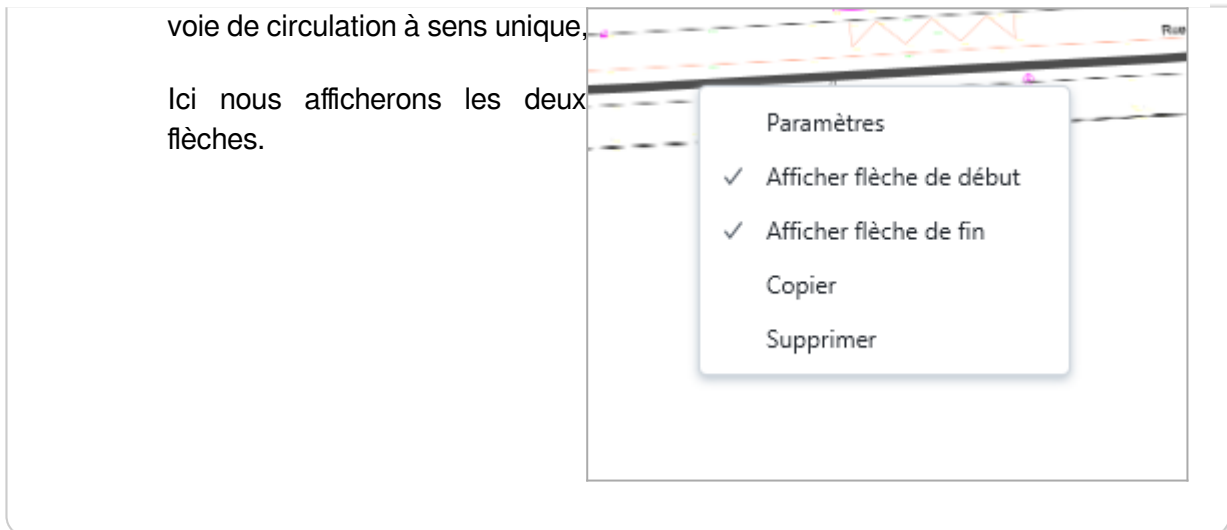 voie de circulation à sens unique,
Ici nous afficherons les deux
flèches.
Rue
Paramètres
Afficher flèche de début
Afficher flèche de fin
Copier
Supprimer